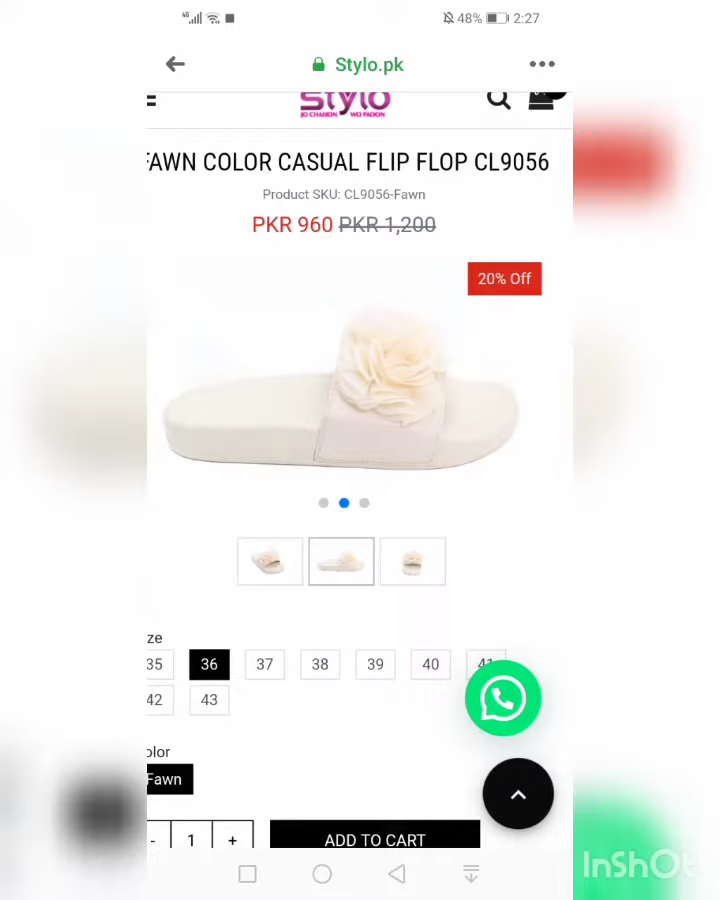 4G 48% 2:27
Stylo.pk
Stylo
JO CHAHON WO PAOON
FAWN COLOR CASUAL FLIP FLOP CL9056
Product SKU: CL9056-Fawn
PKR 960 PKR 1,200
20% Off
ze
35 36 37 38 39 40 41
42 43
olor
Fawn
- 1 +
ADD TO CART
InShOt